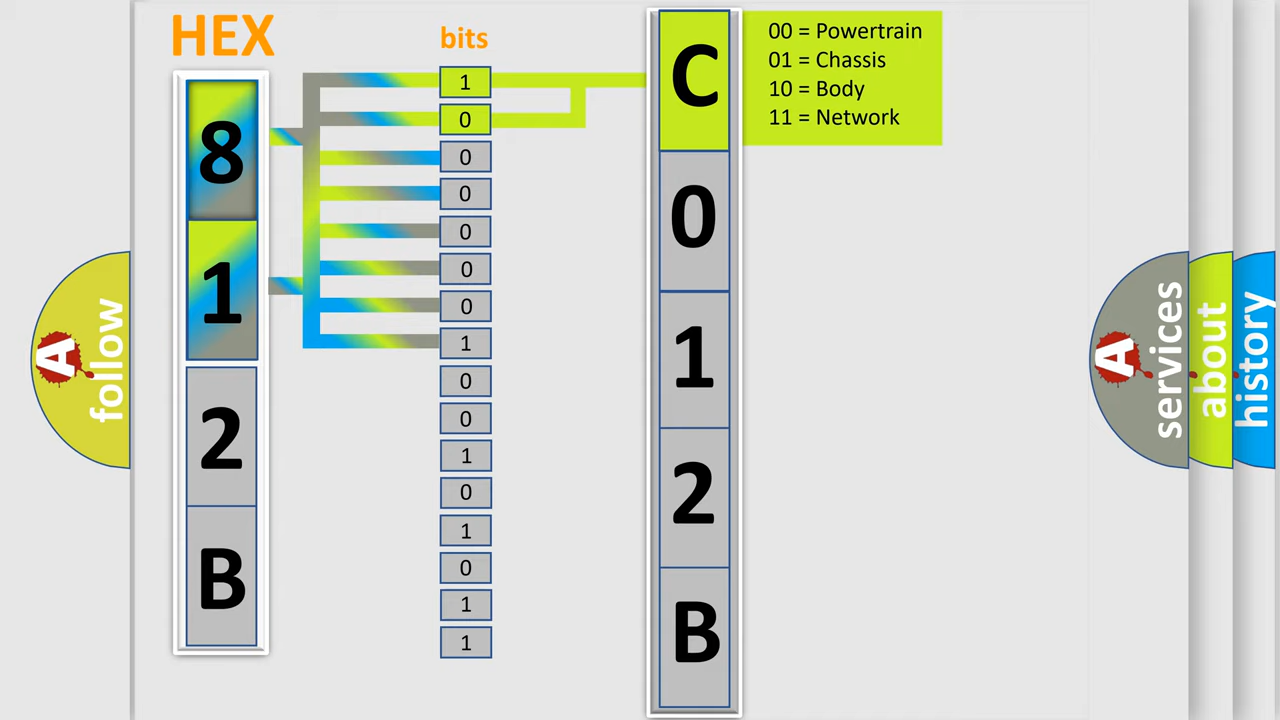 HEX
bits
8
1
2
B
1
0
0
0
0
0
0
1
0
0
1
0
1
0
1
1
C
0
1
2
B
00 = Powertrain
01 = Chassis
10 = Body
11 = Network
A
follow
A
services
about
history